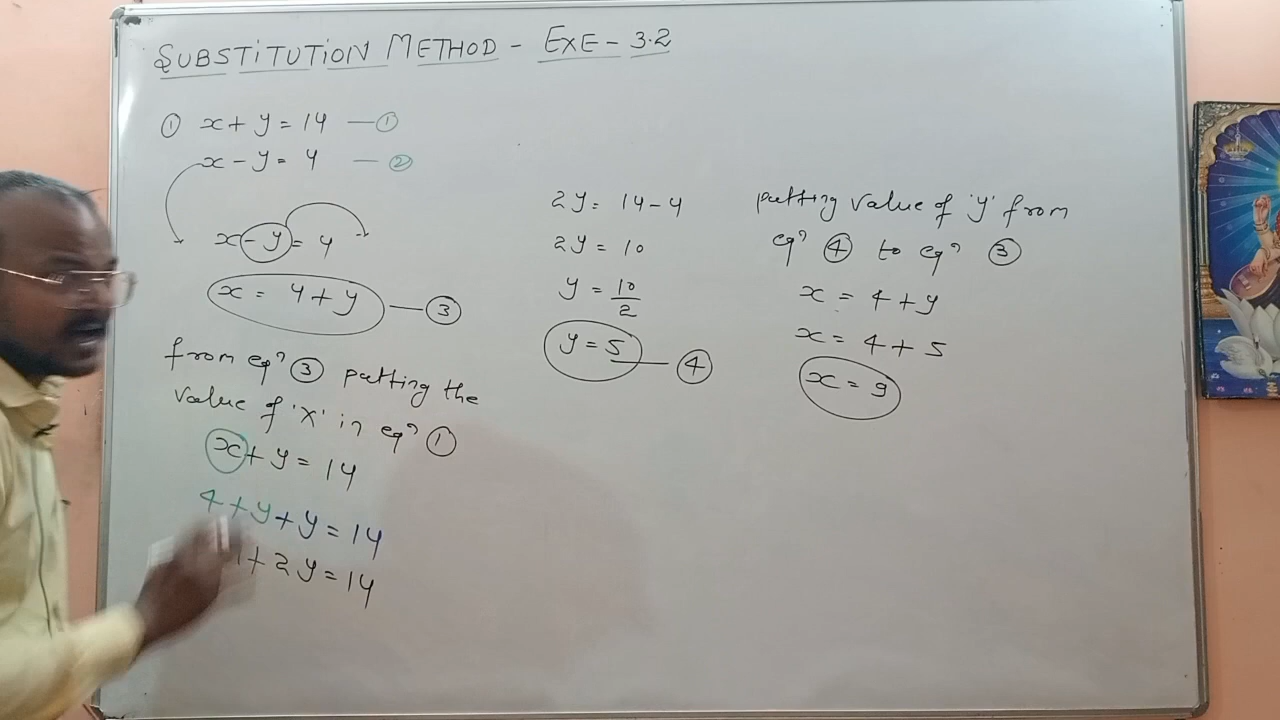 SUBSTITUTION METHOD - EXE - 3.2
① x + y = 14 — ①
x - y = 4 — ②
x - y = 4
x = 4 + y — ③
from eqⁿ ③ putting the
value of 'x' in eqⁿ ①
x + y = 14
4 + y + y = 14
+ 2y = 14
2y = 14 - 4
2y = 10
y = 10/2
y = 5 — ④
putting value of 'y' from
eqⁿ ④ to eqⁿ ③
x = 4 + y
x = 4 + 5
x = 9